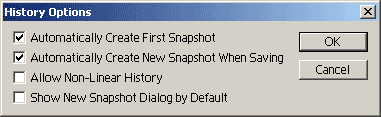 History Options
Automatically Create First Snapshot
Automatically Create New Snapshot When Saving
Allow Non-Linear History
Show New Snapshot Dialog by Default
OK
Cancel